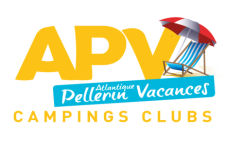 APV
Atlantique
Pellerin Vacances
CAMPINGS CLUBS